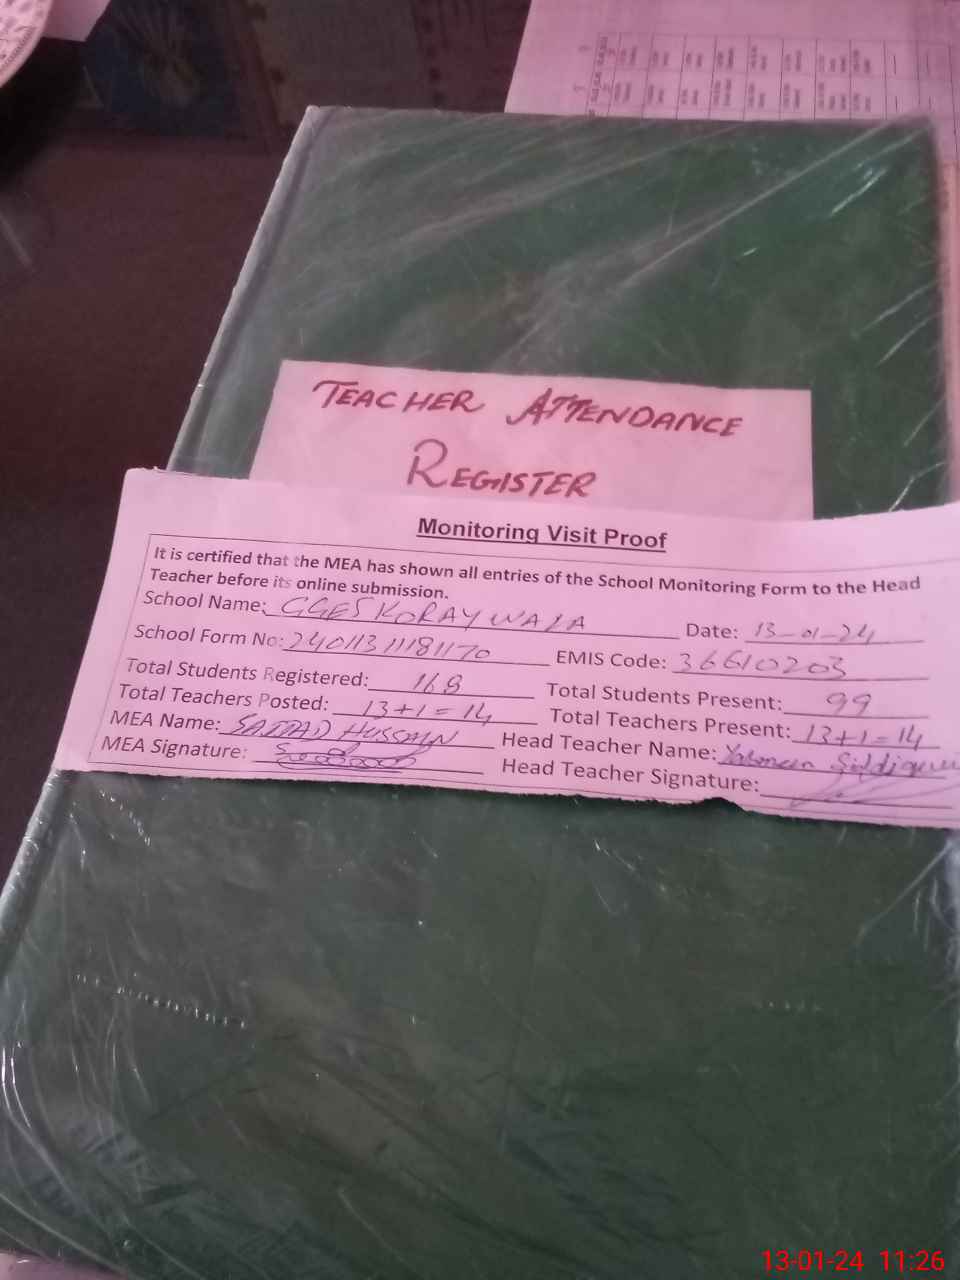 TEACHER ATTENDANCE
REGISTER
Monitoring Visit Proof
It is certified that the MEA has shown all entries of the School Monitoring Form to the Head
Teacher before its online submission.
School Name: GGES KORAY WALA Date: 13-01-24
School Form No: 24011311181170 EMIS Code: 36610203
Total Students Registered: 168 Total Students Present: 99
Total Teachers Posted: 13+1=14 Total Teachers Present: 13+1=14
MEA Name: SAJJAD HUSSAIN Head Teacher Name: Yasmeen Siddiqui
MEA Signature: Head Teacher Signature:
13-01-24 11:26